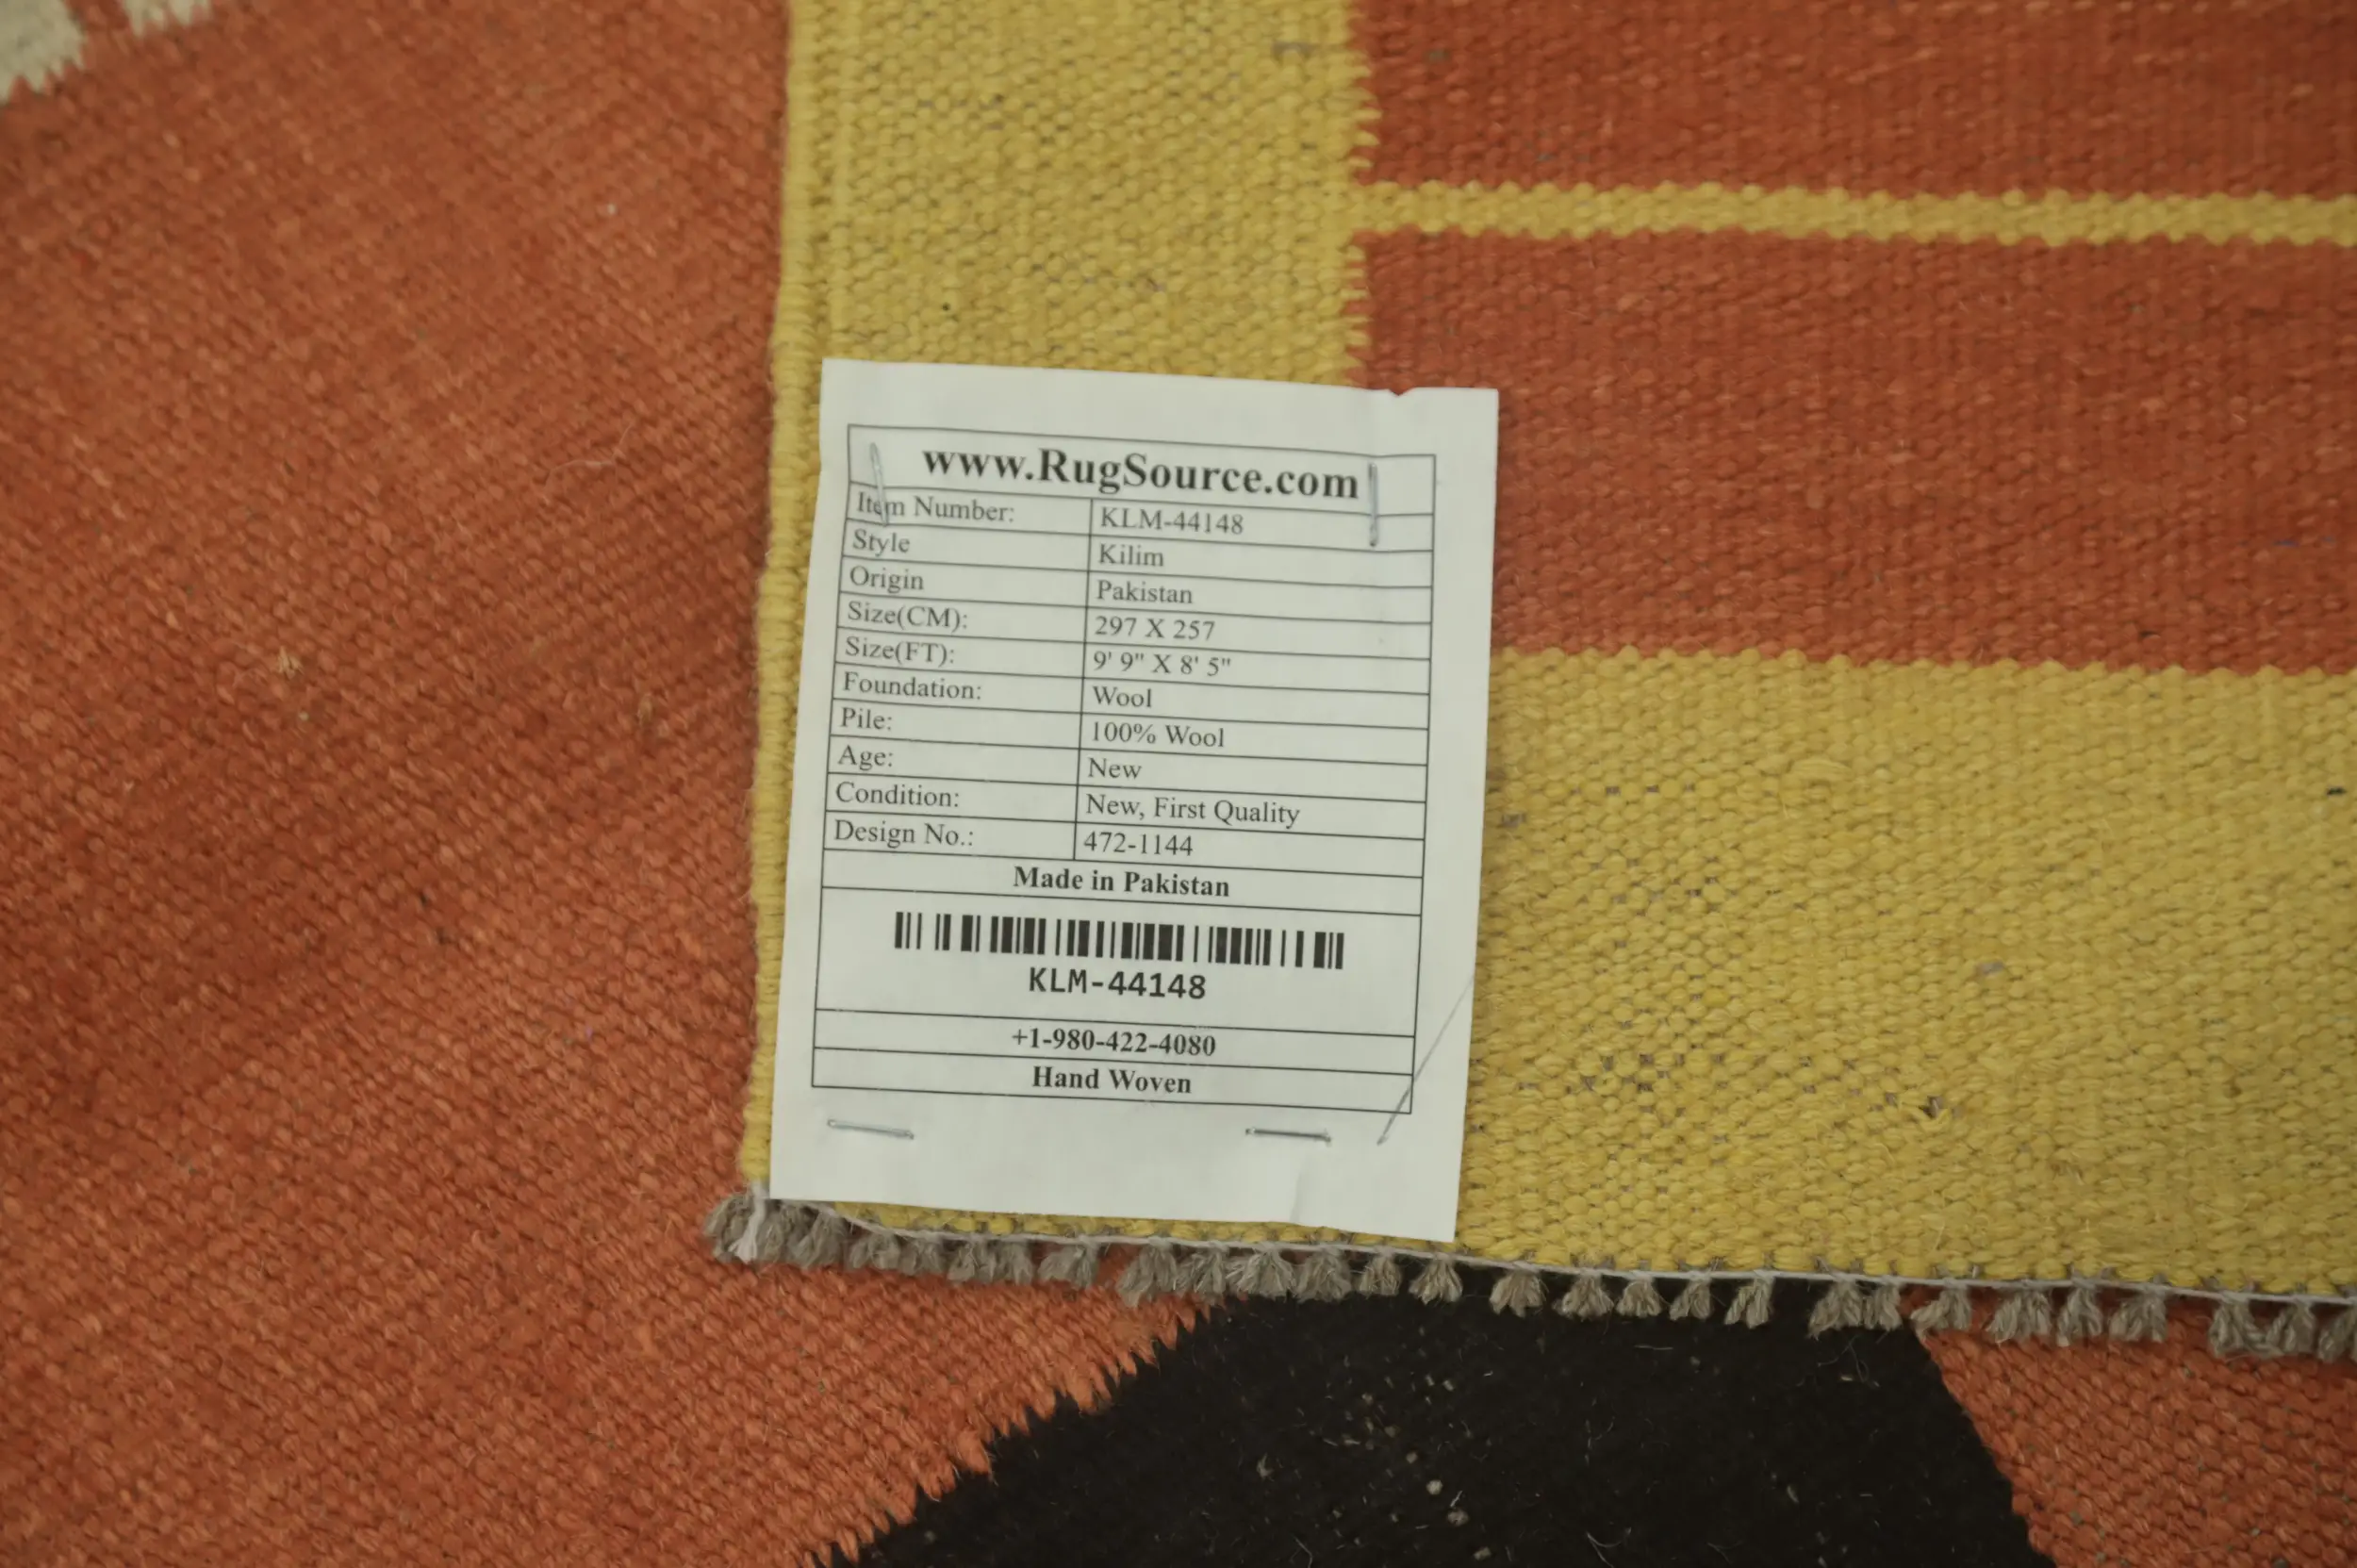 www.RugSource.com
Item Number: KLM-44148
Style Kilim
Origin Pakistan
Size(CM): 297 X 257
Size(FT): 9' 9" X 8' 5"
Foundation: Wool
Pile: 100% Wool
Age: New
Condition: New, First Quality
Design No.: 472-1144
Made in Pakistan
KLM-44148
+1-980-422-4080
Hand Woven